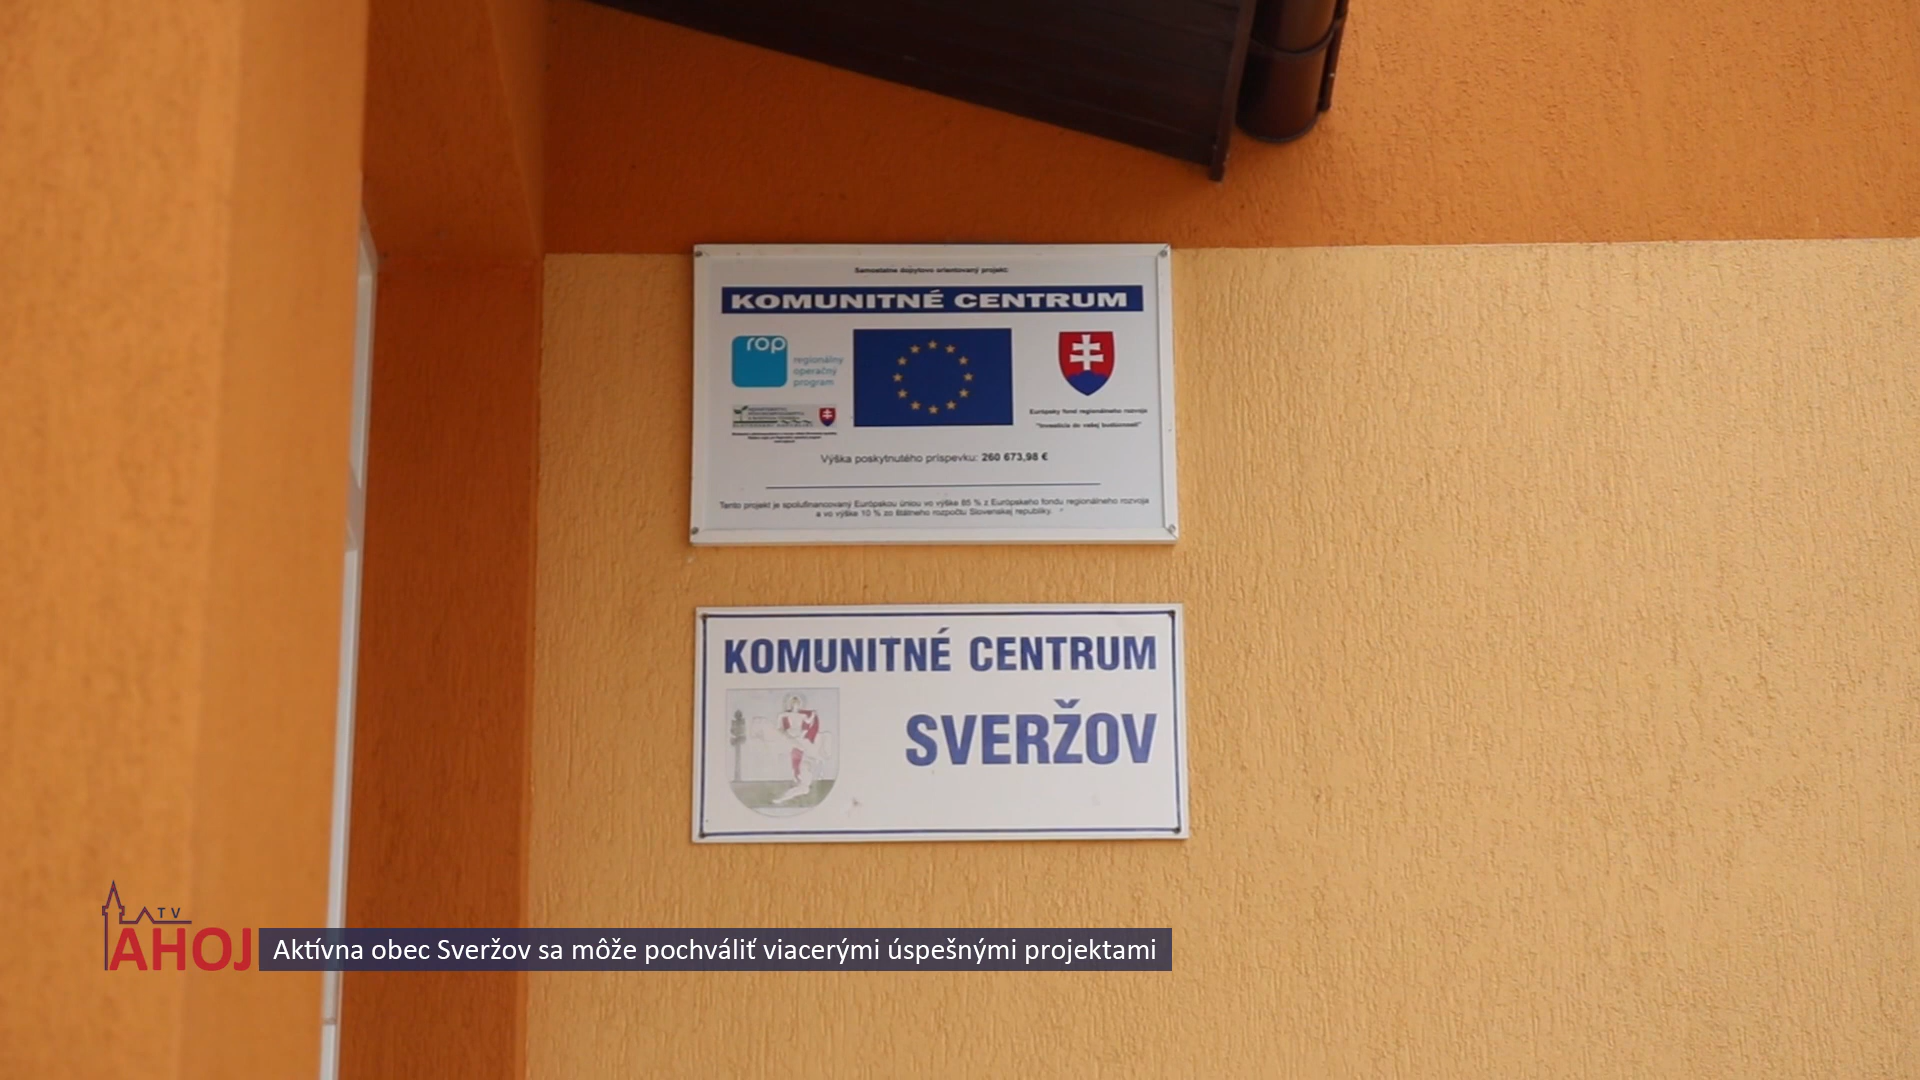 Samostatne dopytovo orientovaný projekt:
KOMUNITNÉ CENTRUM
rop
regionálny
operačný
program
Európsky fond regionálneho rozvoja
"Investícia do vašej budúcnosti"
Výška poskytnutého príspevku: 260 673,98 €
Tento projekt je spolufinancovaný Európskou úniou vo výške 85 % z Európskeho fondu regionálneho rozvoja
a vo výške 10 % zo štátneho rozpočtu Slovenskej republiky.
KOMUNITNÉ CENTRUM
SVERŽOV
TV
AHOJ
Aktívna obec Sveržov sa môže pochváliť viacerými úspešnými projektami